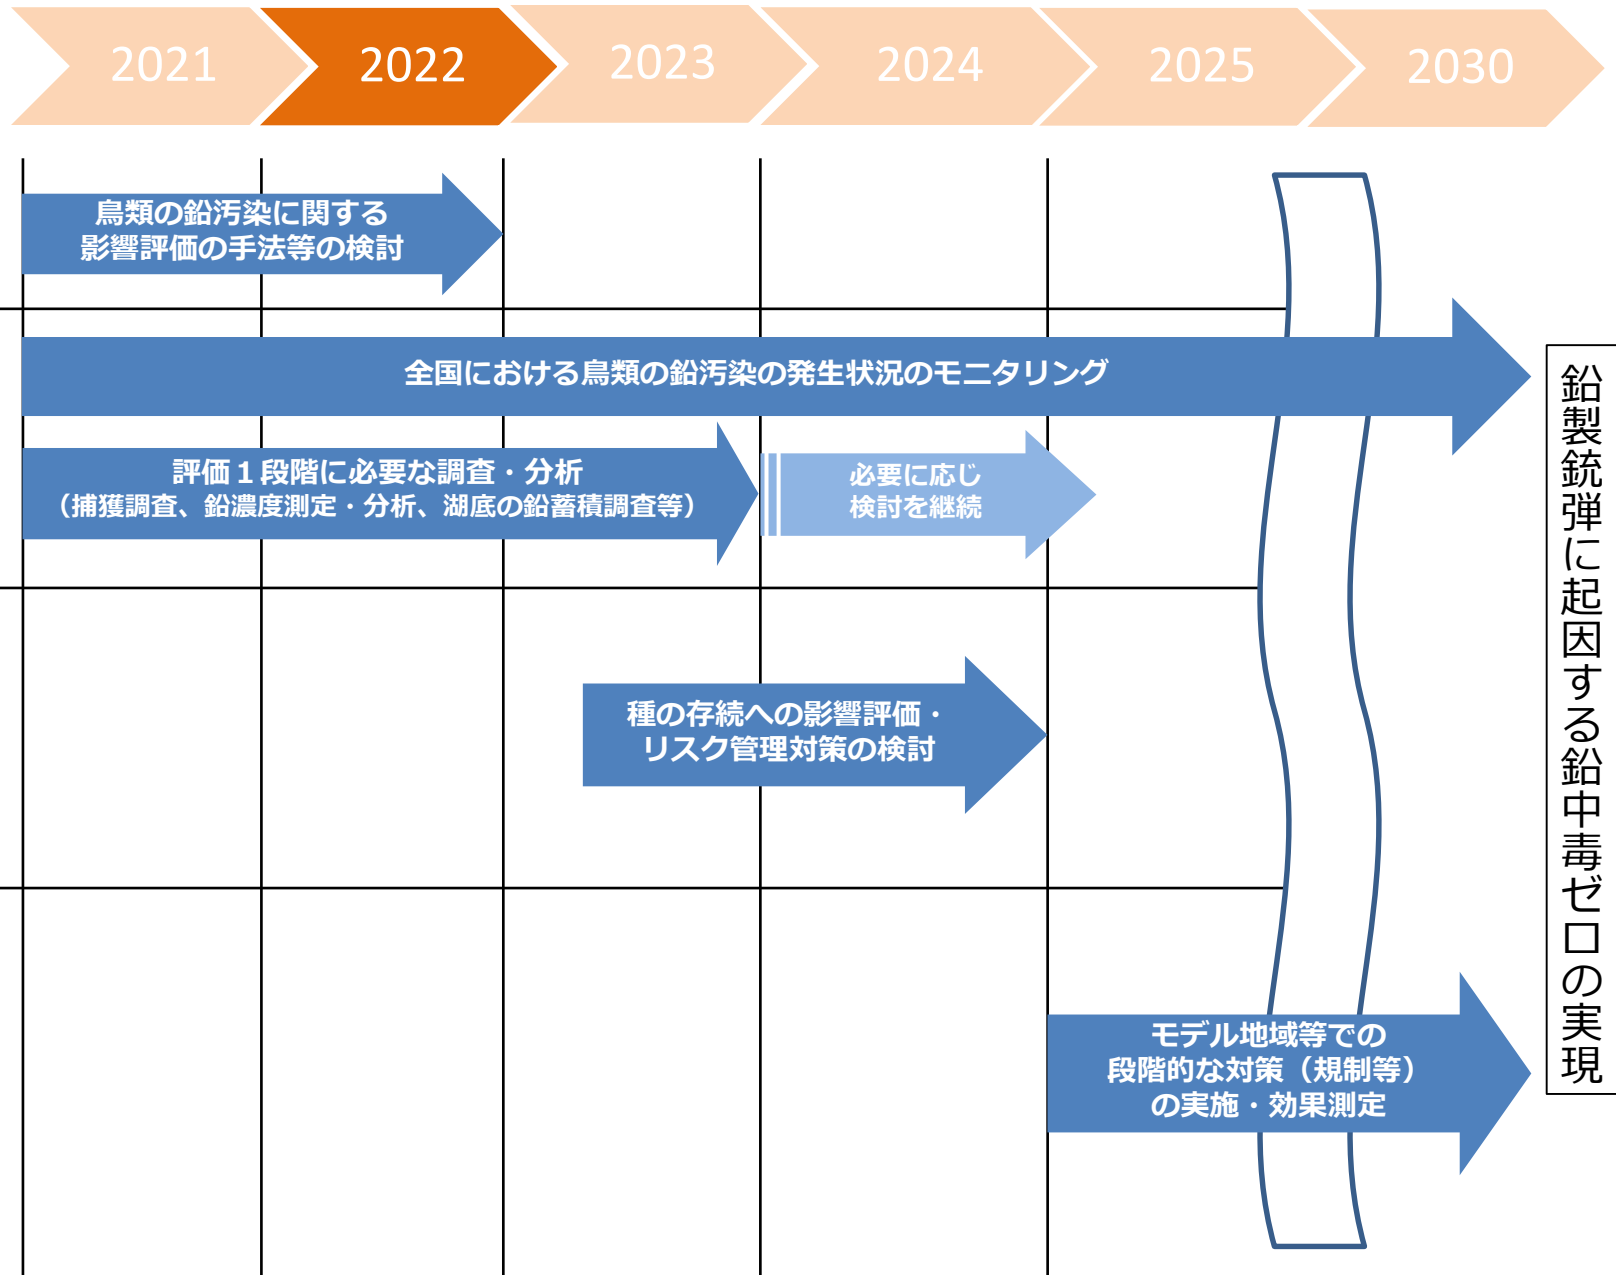 2021
2022
2023
2024
2025
2030
鳥類の鉛汚染に関する
影響評価の手法等の検討
全国における鳥類の鉛汚染の発生状況のモニタリング
評価１段階に必要な調査・分析
（捕獲調査、鉛濃度測定・分析、湖底の鉛蓄積調査等）
必要に応じ
検討を継続
種の存続への影響評価・
リスク管理対策の検討
モデル地域等での
段階的な対策（規制等）
の実施・効果測定
鉛製銃弾に起因する鉛中毒ゼロの実現